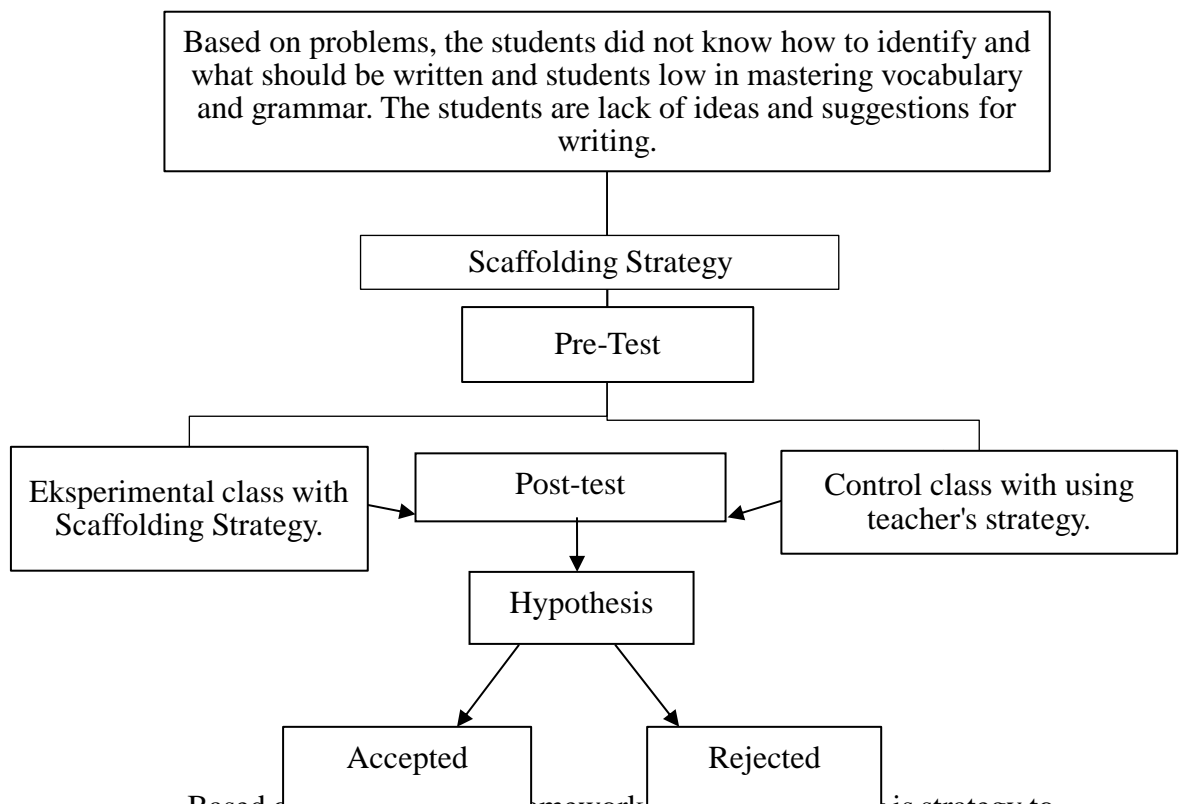 Based on problems, the students did not know how to identify and
what should be written and students low in mastering vocabulary
and grammar. The students are lack of ideas and suggestions for
writing.
Scaffolding Strategy
Pre-Test
Eksperimental class with
Scaffolding Strategy.
Post-test
Control class with using
teacher's strategy.
Hypothesis
Accepted
Rejected
Based is strategy to